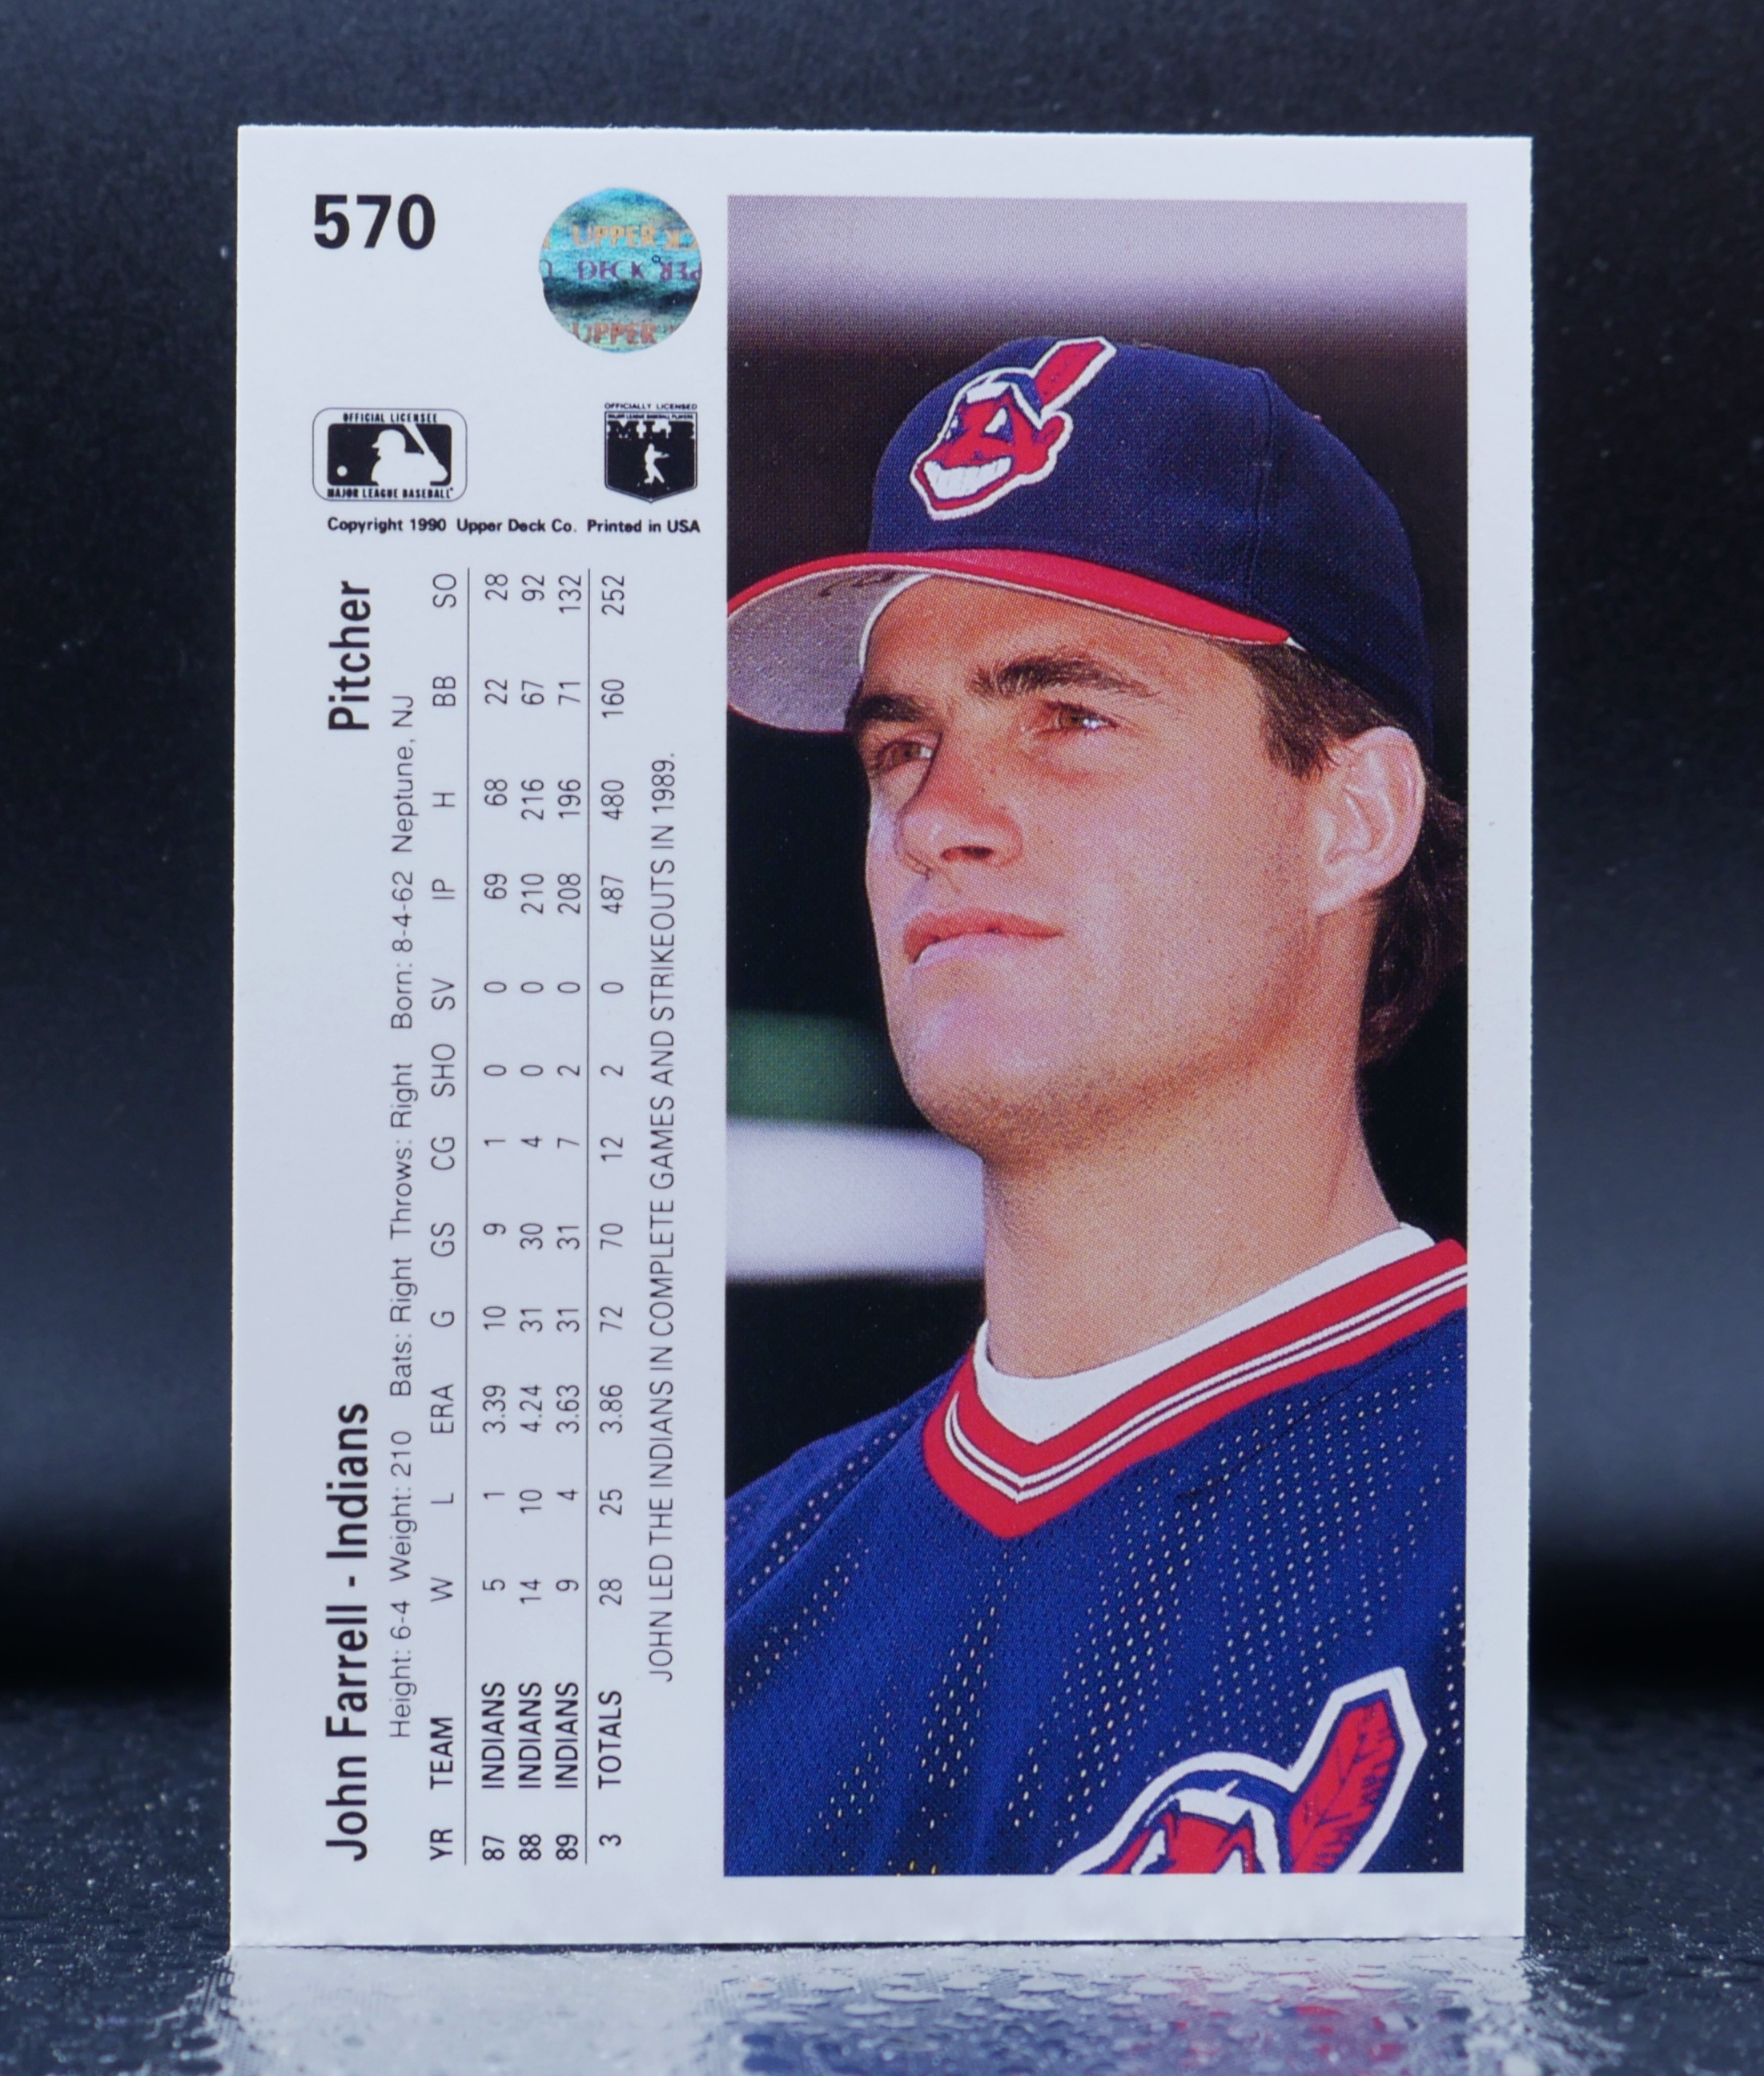 570
UPPER
DECK
UPPER
OFFICIAL LICENSEE
MAJOR LEAGUE BASEBALL
OFFICIALLY LICENSED
MAJOR LEAGUE BASEBALL PLAYERS
Copyright 1990 Upper Deck Co. Printed in USA
John Farrell - Indians Pitcher
Height: 6-4 Weight: 210 Bats: Right Throws: Right Born: 8-4-62 Neptune, NJ
YR TEAM W L ERA G GS CG SHO SV IP H BB SO
87 INDIANS 5 1 3.39 10 9 1 0 0 69 68 22 28
88 INDIANS 14 10 4.24 31 30 4 0 0 210 216 67 92
89 INDIANS 9 4 3.63 31 31 7 2 0 208 196 71 132
3 TOTALS 28 25 3.86 72 70 12 2 0 487 480 160 252
JOHN LED THE INDIANS IN COMPLETE GAMES AND STRIKEOUTS IN 1989.